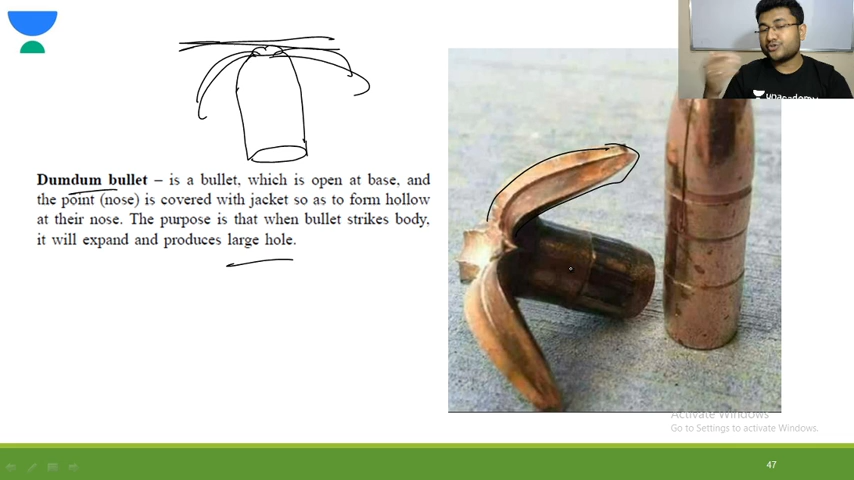 unacademy
Dumdum bullet – is a bullet, which is open at base, and
the point (nose) is covered with jacket so as to form hollow
at their nose. The purpose is that when bullet strikes body,
it will expand and produces large hole.
Activate Windows
Go to Settings to activate Windows.
47